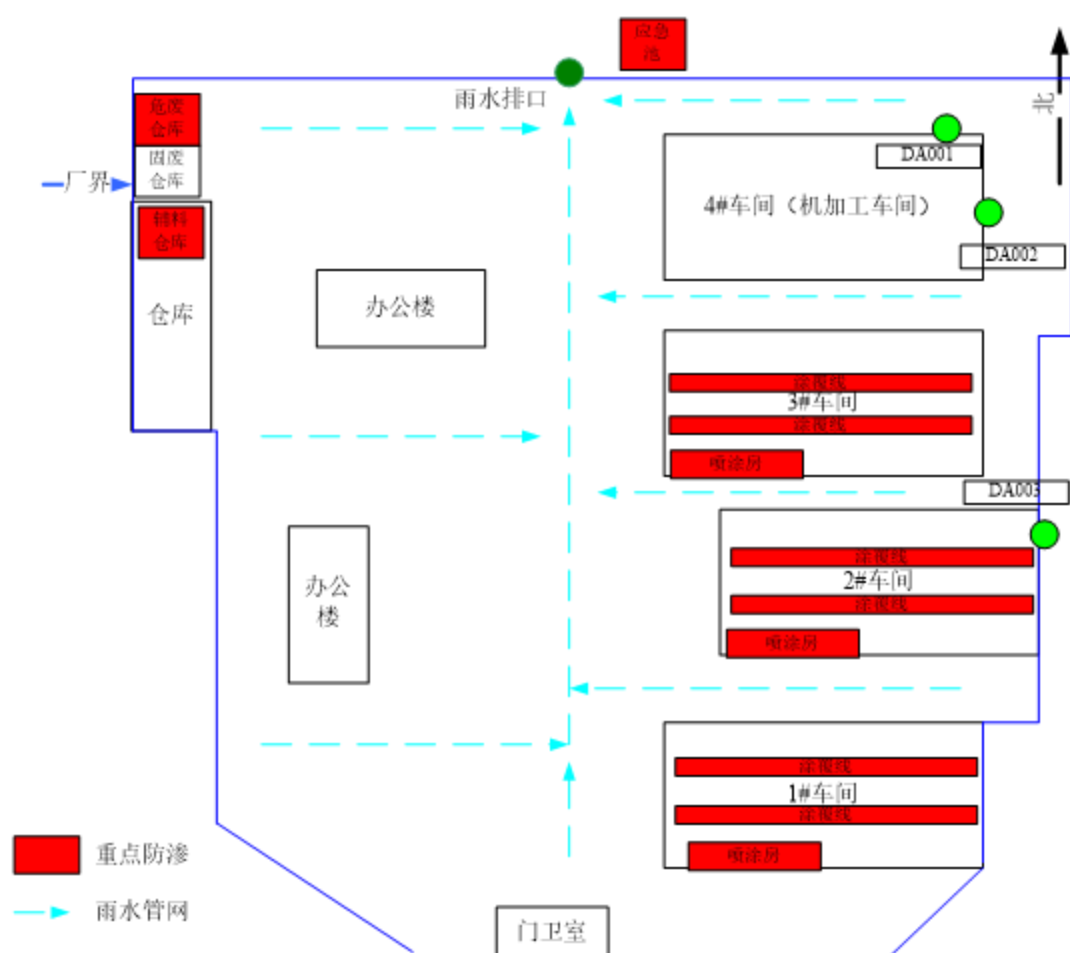 应急
池
雨水排口
北
危废
仓库
固废
仓库
厂界
辅料
仓库
仓库
DA001
4#车间（机加工车间）
DA002
办公楼
涂覆线
3#车间
涂覆线
喷涂房
DA003
涂覆线
2#车间
涂覆线
喷涂房
办公
楼
涂覆线
1#车间
涂覆线
喷涂房
重点防渗
雨水管网
门卫室